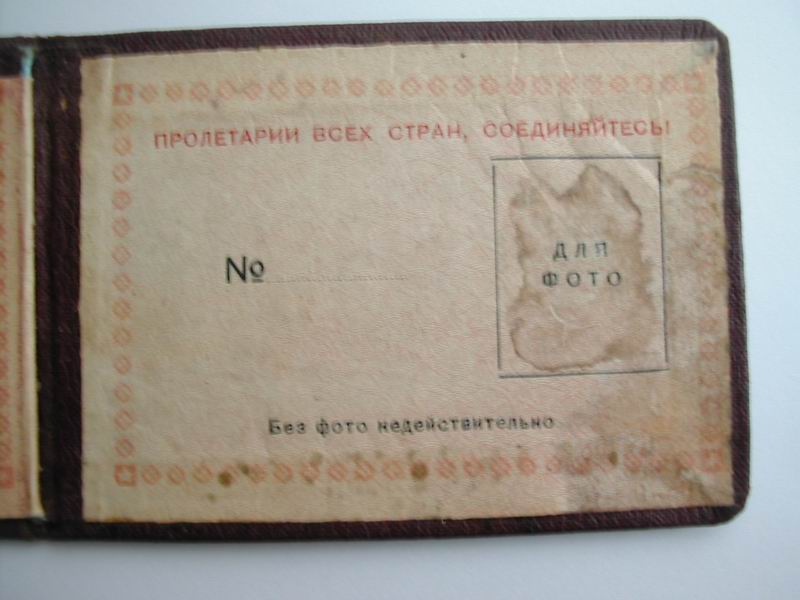 ПРОЛЕТАРИИ ВСЕХ СТРАН, СОЕДИНЯЙТЕСЬ!
№
ДЛЯ
ФОТО
Без фото недействительно